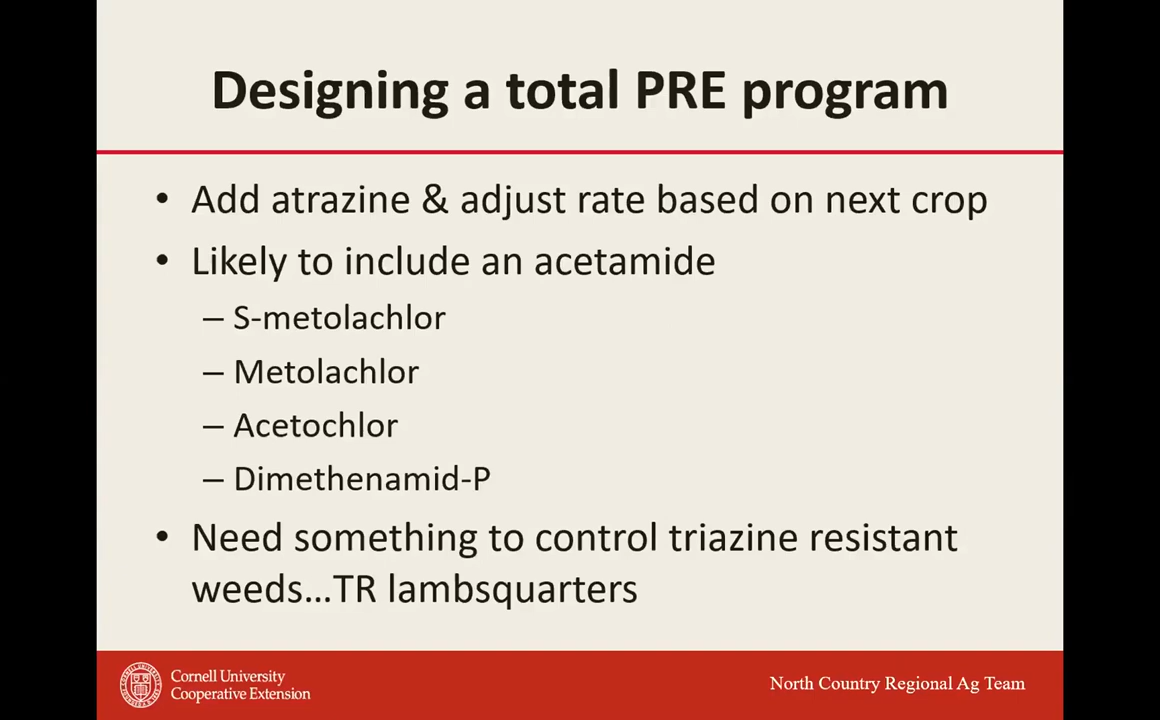 Designing a total PRE program
• Add atrazine & adjust rate based on next crop
• Likely to include an acetamide
– S-metolachlor
– Metolachlor
– Acetochlor
– Dimethenamid-P
• Need something to control triazine resistant
weeds...TR lambsquarters
Cornell University
Cooperative Extension
North Country Regional Ag Team